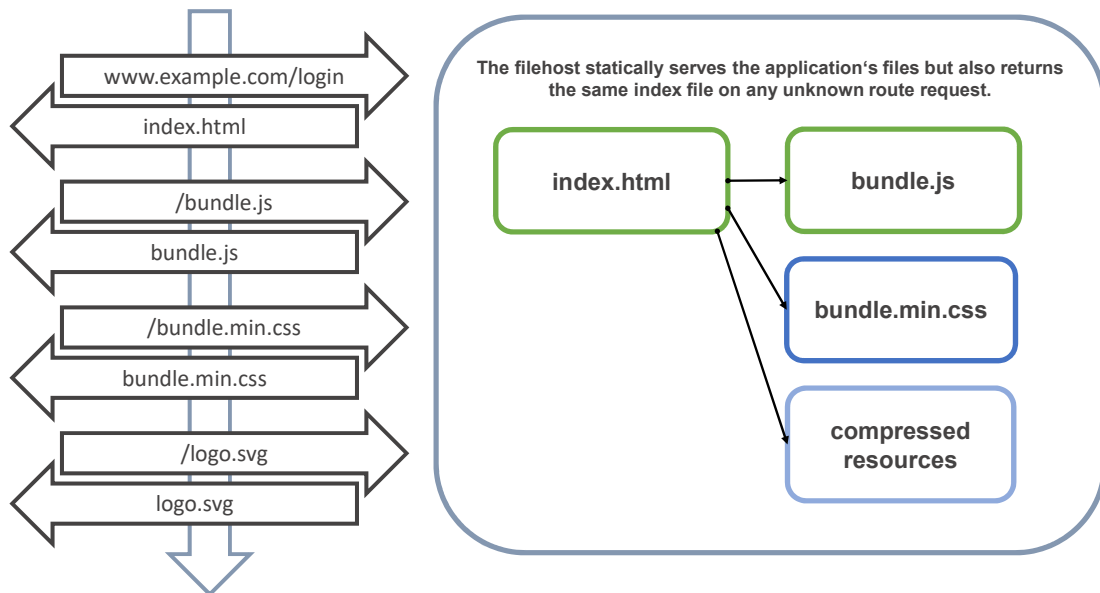 www.example.com/login
index.html
/bundle.js
bundle.js
/bundle.min.css
bundle.min.css
/logo.svg
logo.svg
The filehost statically serves the application‘s files but also returns
the same index file on any unknown route request.
index.html
bundle.js
bundle.min.css
compressed
resources